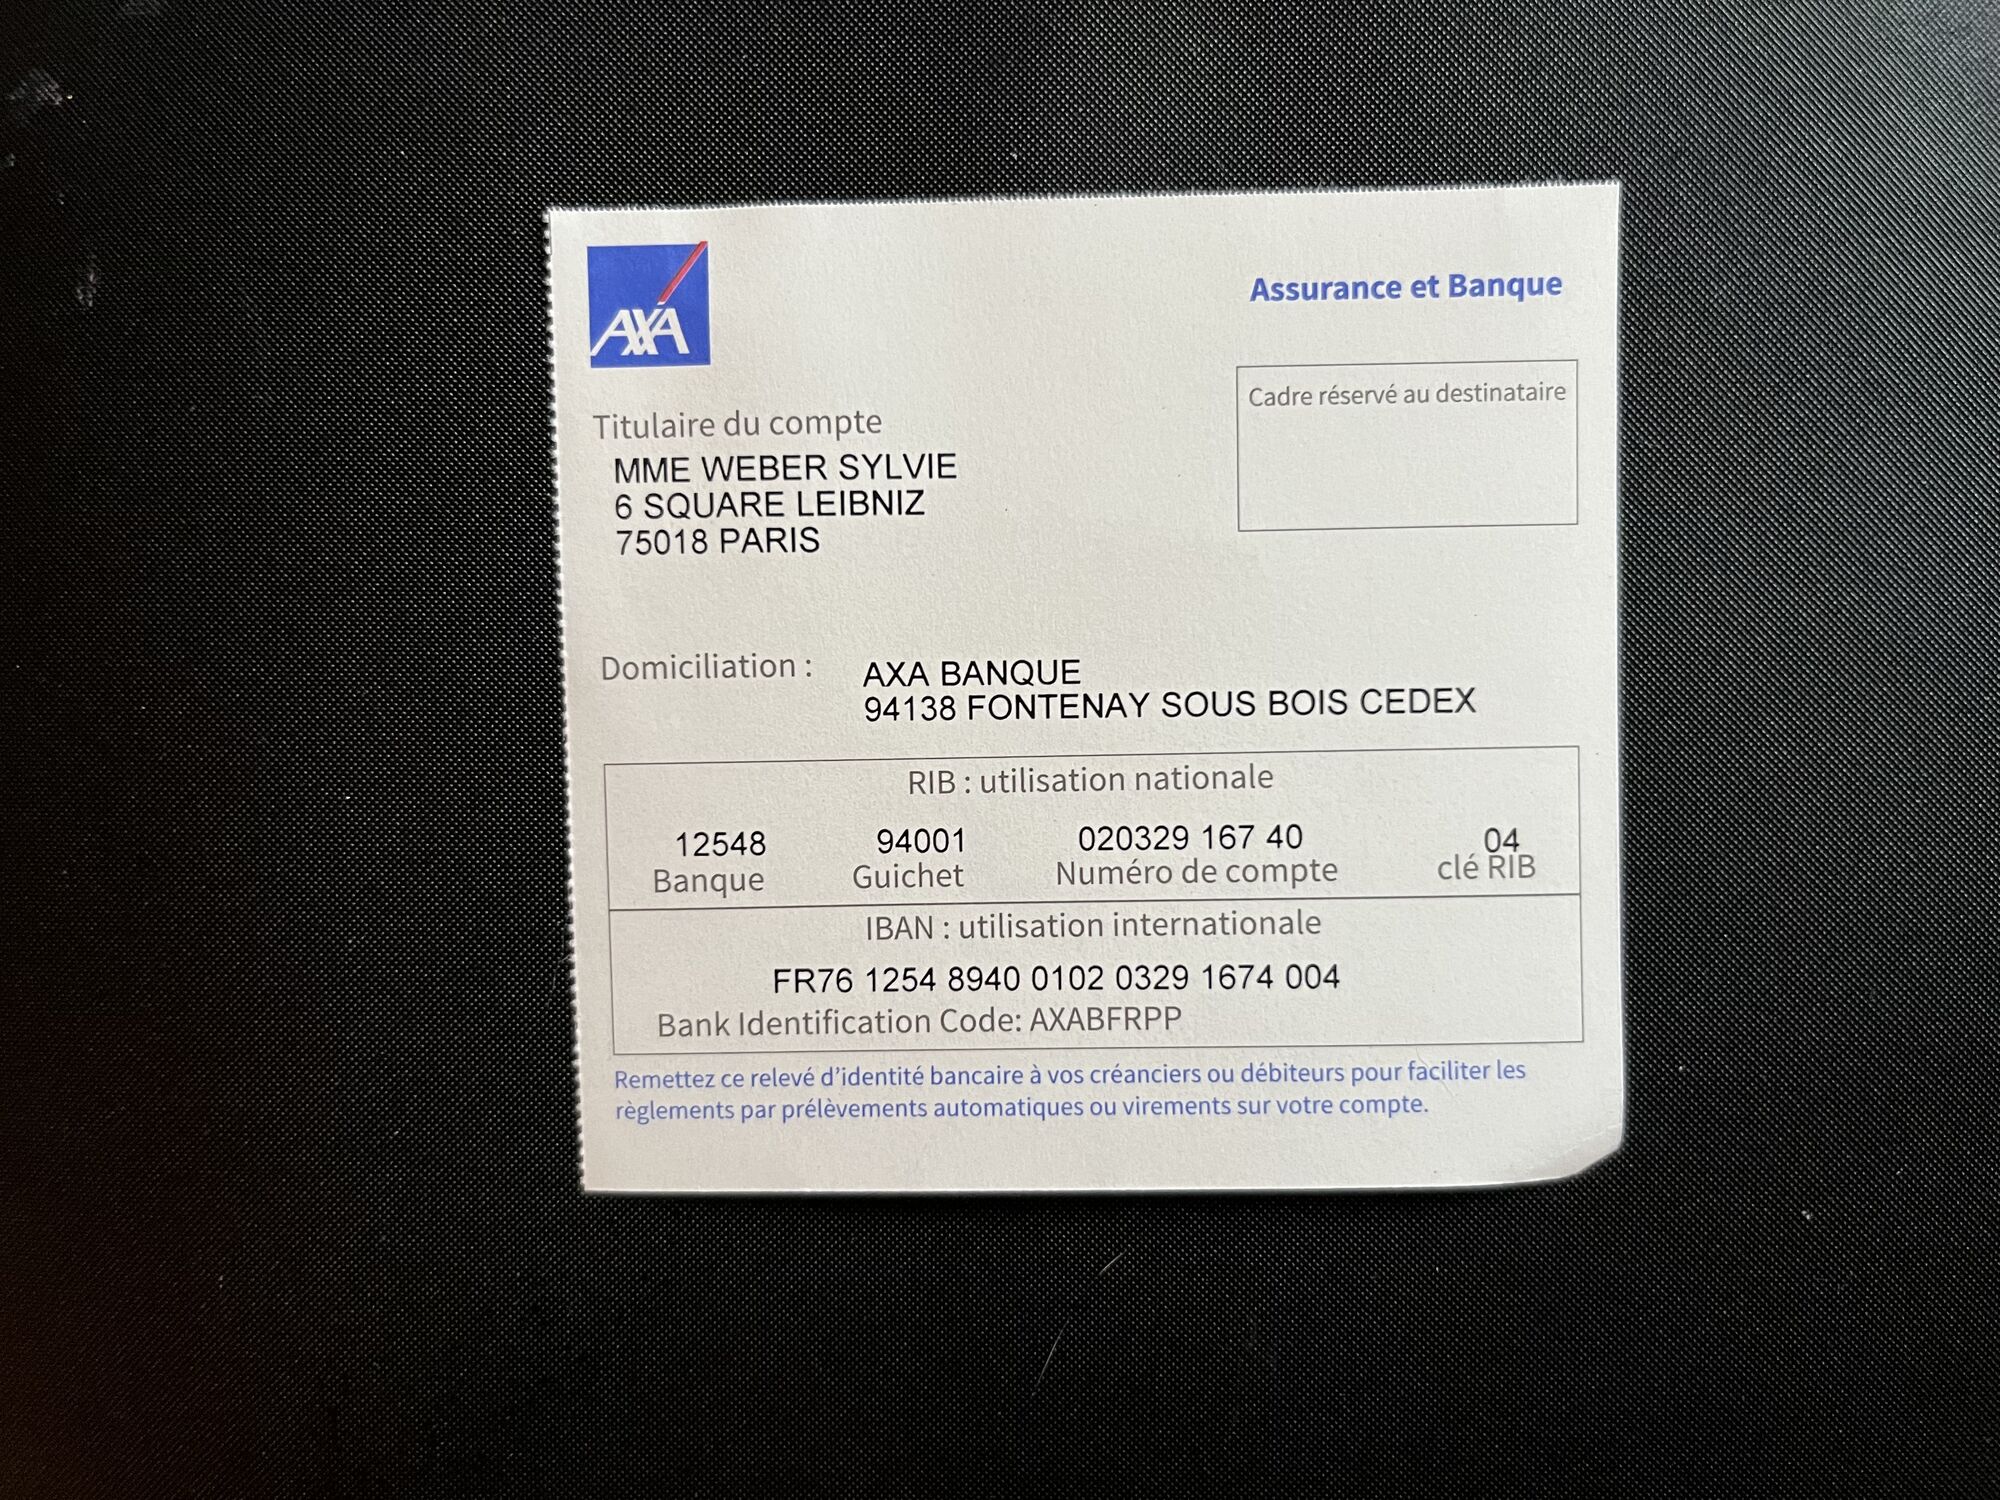 AXA
Assurance et Banque
Cadre réservé au destinataire
Titulaire du compte
MME WEBER SYLVIE
6 SQUARE LEIBNIZ
75018 PARIS
Domiciliation :
AXA BANQUE
94138 FONTENAY SOUS BOIS CEDEX
RIB : utilisation nationale
12548 94001 020329 167 40 04
Banque Guichet Numéro de compte clé RIB
IBAN : utilisation internationale
FR76 1254 8940 0102 0329 1674 004
Bank Identification Code: AXABFRPP
Remettez ce relevé d'identité bancaire à vos créanciers ou débiteurs pour faciliter les
règlements par prélèvements automatiques ou virements sur votre compte.